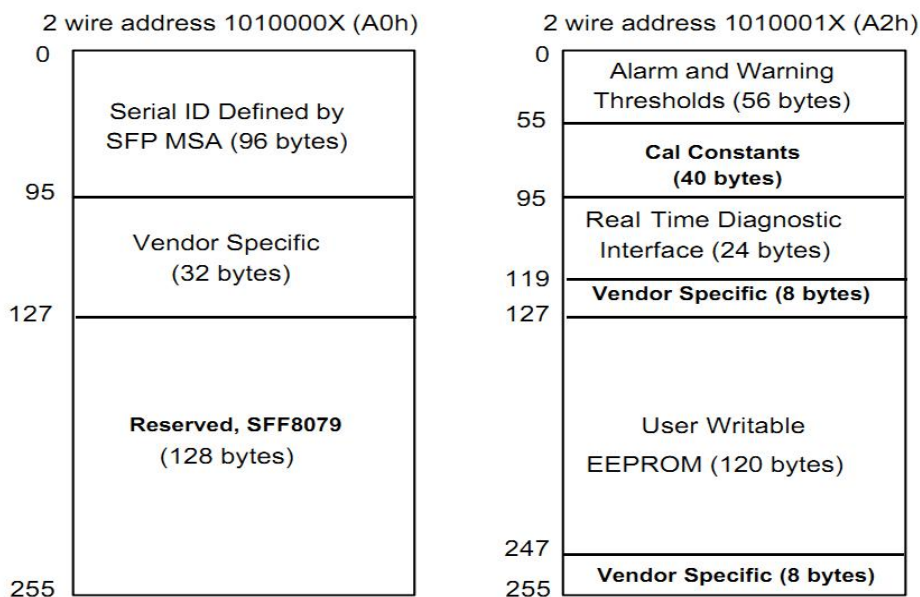 2 wire address 1010000X (A0h)
0
Serial ID Defined by
SFP MSA (96 bytes)
95
Vendor Specific
(32 bytes)
127
Reserved, SFF8079
(128 bytes)
255
2 wire address 1010001X (A2h)
0
Alarm and Warning
Thresholds (56 bytes)
55
Cal Constants
(40 bytes)
95
Real Time Diagnostic
Interface (24 bytes)
119
Vendor Specific (8 bytes)
127
User Writable
EEPROM (120 bytes)
247
Vendor Specific (8 bytes)
255